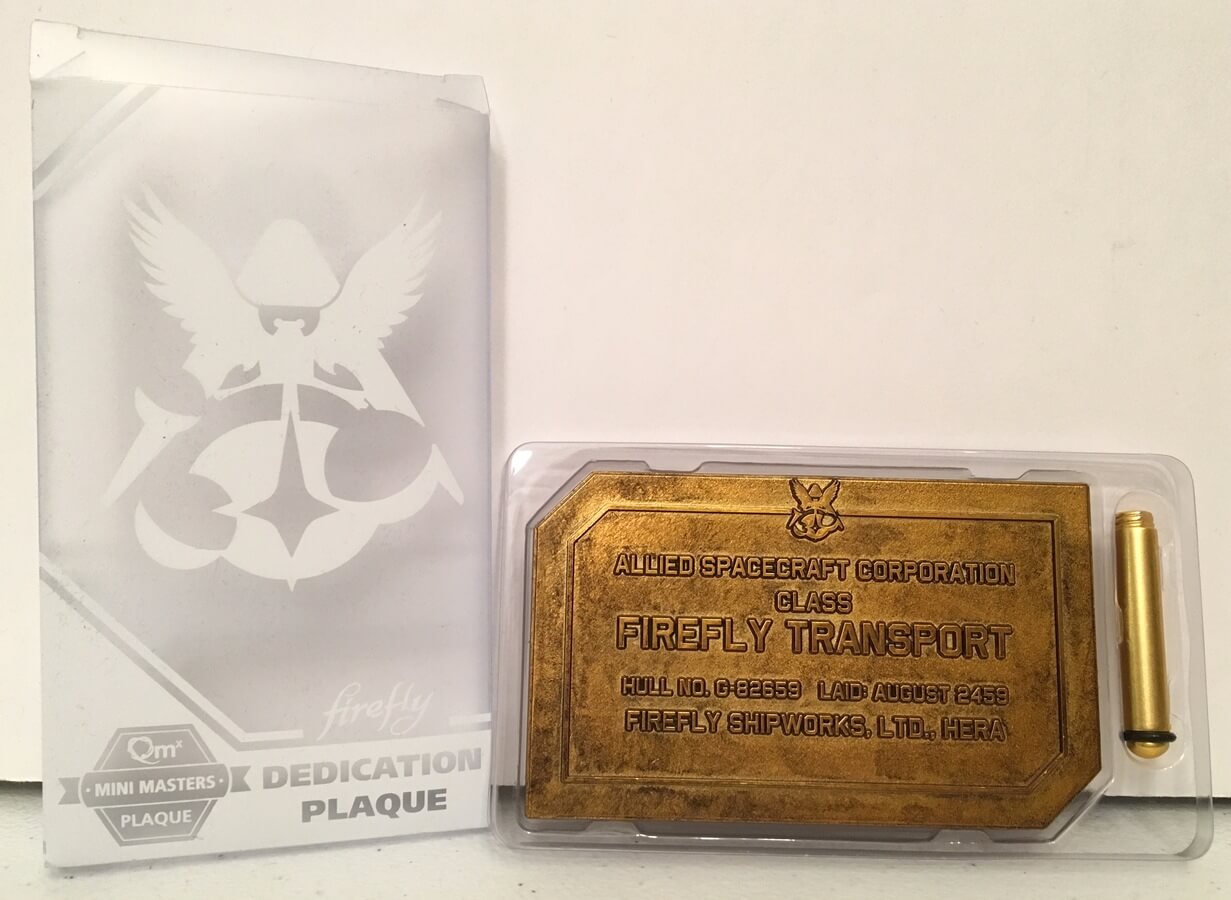 firefly
Qmx
MINI MASTERS
PLAQUE
DEDICATION
PLAQUE
ALLIED SPACECRAFT CORPORATION
CLASS
FIREFLY TRANSPORT
HULL NO. G-82659 LAID: AUGUST 2459
FIREFLY SHIPWORKS, LTD., HERA